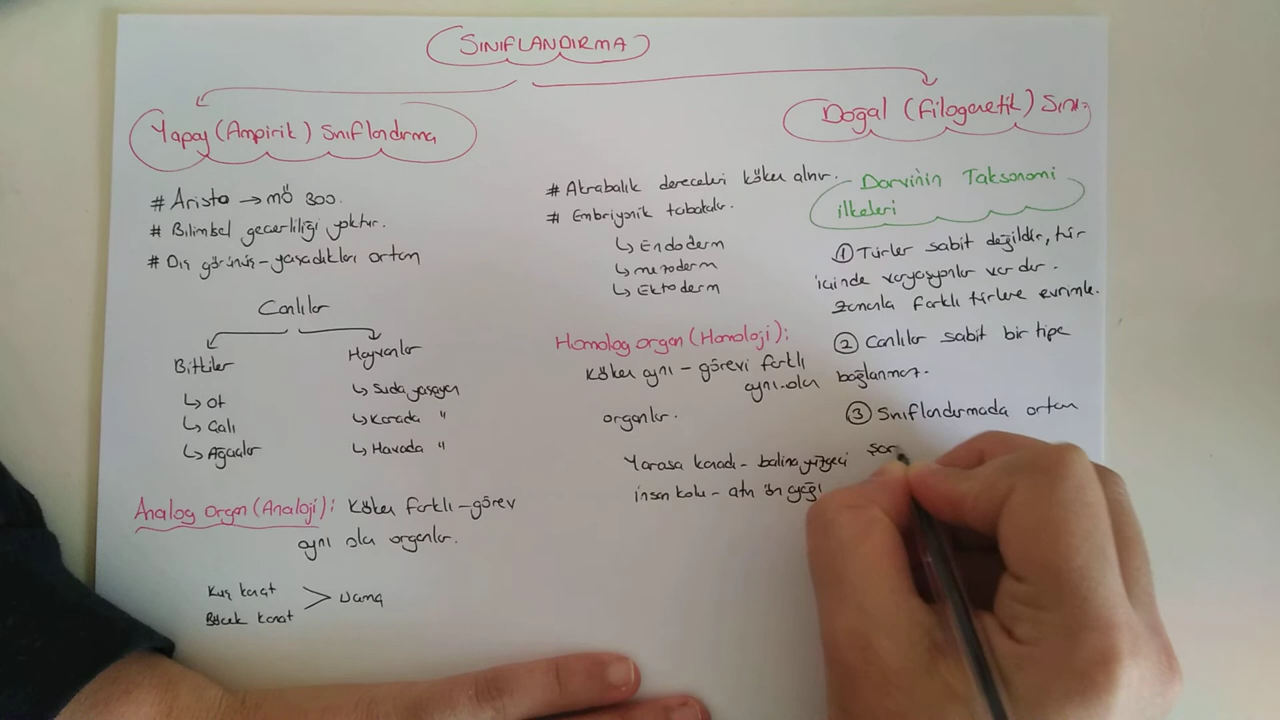 SINIFLANDIRMA
Yapay (Ampirik) Sınıflandırma
# Aristo → mö 300.
# Bilimsel geçerliliği yoktur.
# Dış görünüş - yaşadıkları ortam
Canlılar
Bitkiler
↳ ot
↳ Çalı
↳ Ağaçlar
Hayvanlar
↳ Suda yaşayan
↳ Karada "
↳ Havada "
Analog Organ (Analoji): Köken farklı - görev
aynı olan organlar.
Kuş kanat
Böcek kanat
> Uçma
Doğal (Filogenetik) Sını
# Akrabalık dereceleri köken alınır.
# Embriyonik tabakalar.
↳ Endoderm
↳ mezoderm
↳ Ektoderm
Homolog organ (Homoloji):
Köken aynı - görevi farklı
aynı olan
organlar.
Yarasa kanadı - balina yüzgeci
insan kolu - atın ön ayağı
Darvinin Taksonomi
ilkeleri
① Türler sabit değildir, tür
içinde varyasyonlar vardır.
Zamanla farklı türlere evrimle.
② Canlılar sabit bir tipe
bağlanmaz.
③ Sınıflandırmada ortam
şar